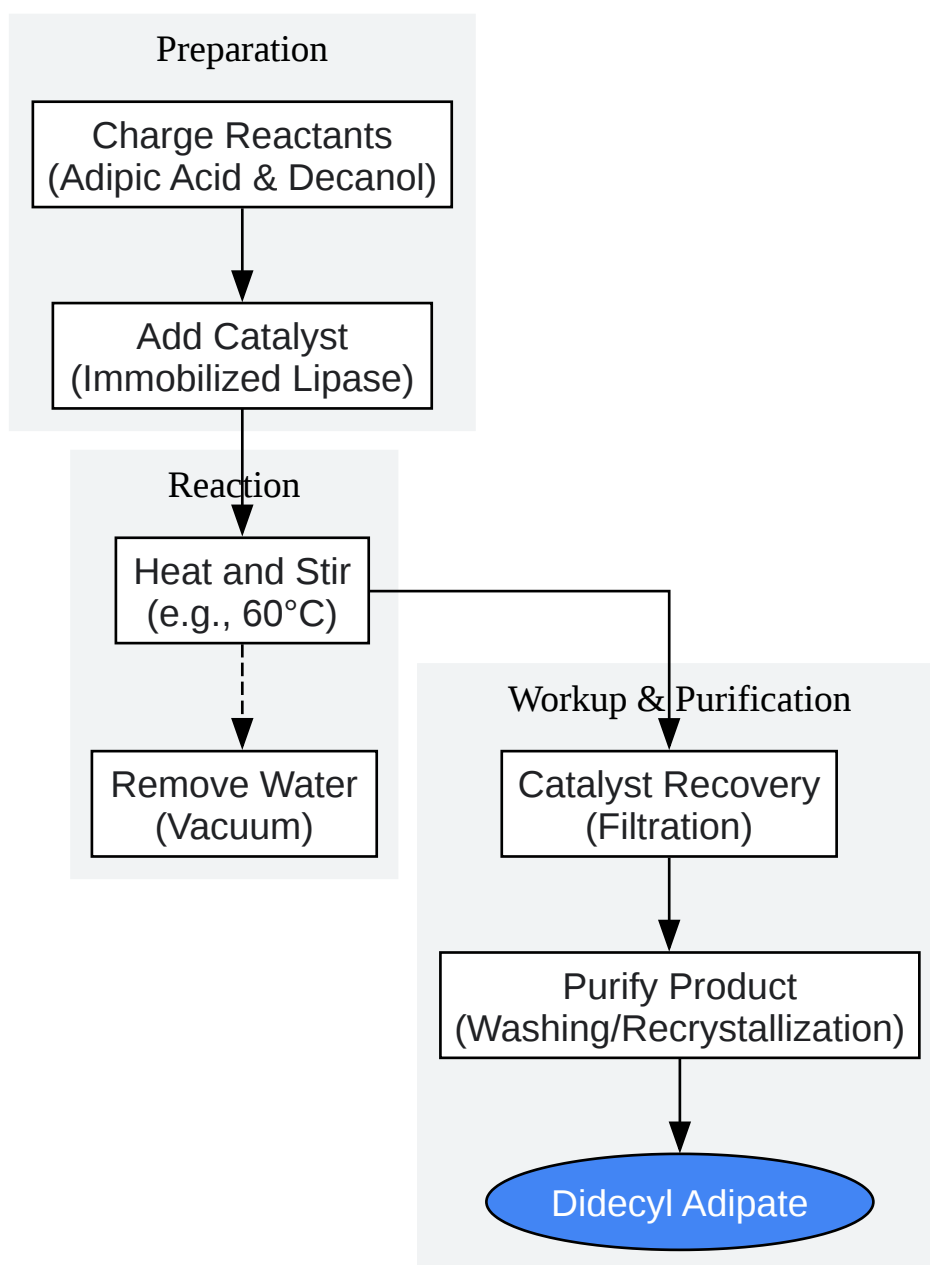 Preparation
Charge Reactants
(Adipic Acid & Decanol)
Add Catalyst
(Immobilized Lipase)
Reaction
Heat and Stir
(e.g., 60°C)
Remove Water
(Vacuum)
Workup & Purification
Catalyst Recovery
(Filtration)
Purify Product
(Washing/Recrystallization)
Didecyl Adipate